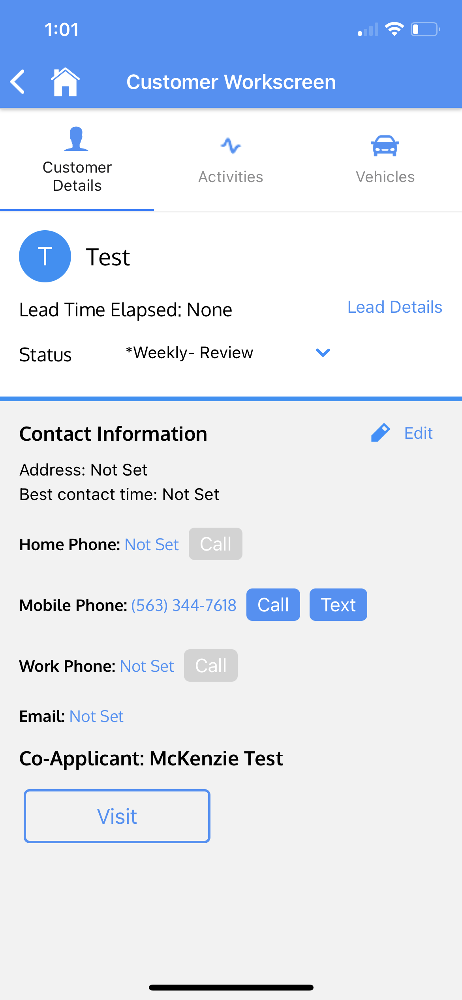 1:01
Customer Workscreen
Customer
Details
Activities
Vehicles
T
Test
Lead Time Elapsed: None
Lead Details
Status
*Weekly- Review
Contact Information
Edit
Address: Not Set
Best contact time: Not Set
Home Phone: Not Set Call
Mobile Phone: (563) 344-7618 Call Text
Work Phone: Not Set Call
Email: Not Set
Co-Applicant: McKenzie Test
Visit